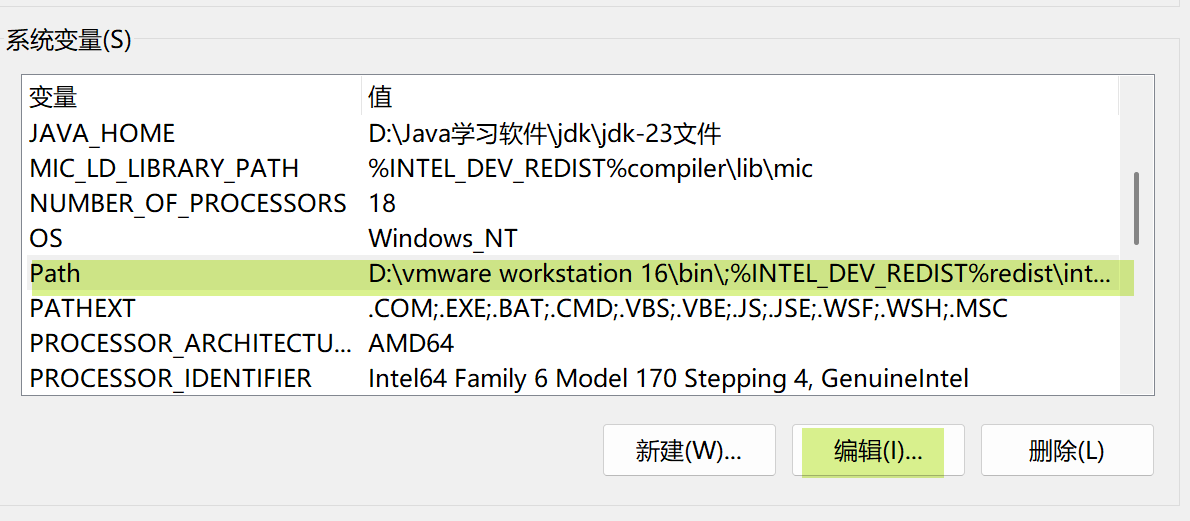 系统变量(S)
变量 值
JAVA_HOME D:\Java学习软件\jdk\jdk-23文件
MIC_LD_LIBRARY_PATH %INTEL_DEV_REDIST%compiler\lib\mic
NUMBER_OF_PROCESSORS 18
OS Windows_NT
Path D:\vmware workstation 16\bin\;%INTEL_DEV_REDIST%redist\int...
PATHEXT .COM;.EXE;.BAT;.CMD;.VBS;.VBE;.JS;.JSE;.WSF;.WSH;.MSC
PROCESSOR_ARCHITECTU... AMD64
PROCESSOR_IDENTIFIER Intel64 Family 6 Model 170 Stepping 4, GenuineIntel
新建(W)... 编辑(I)... 删除(L)